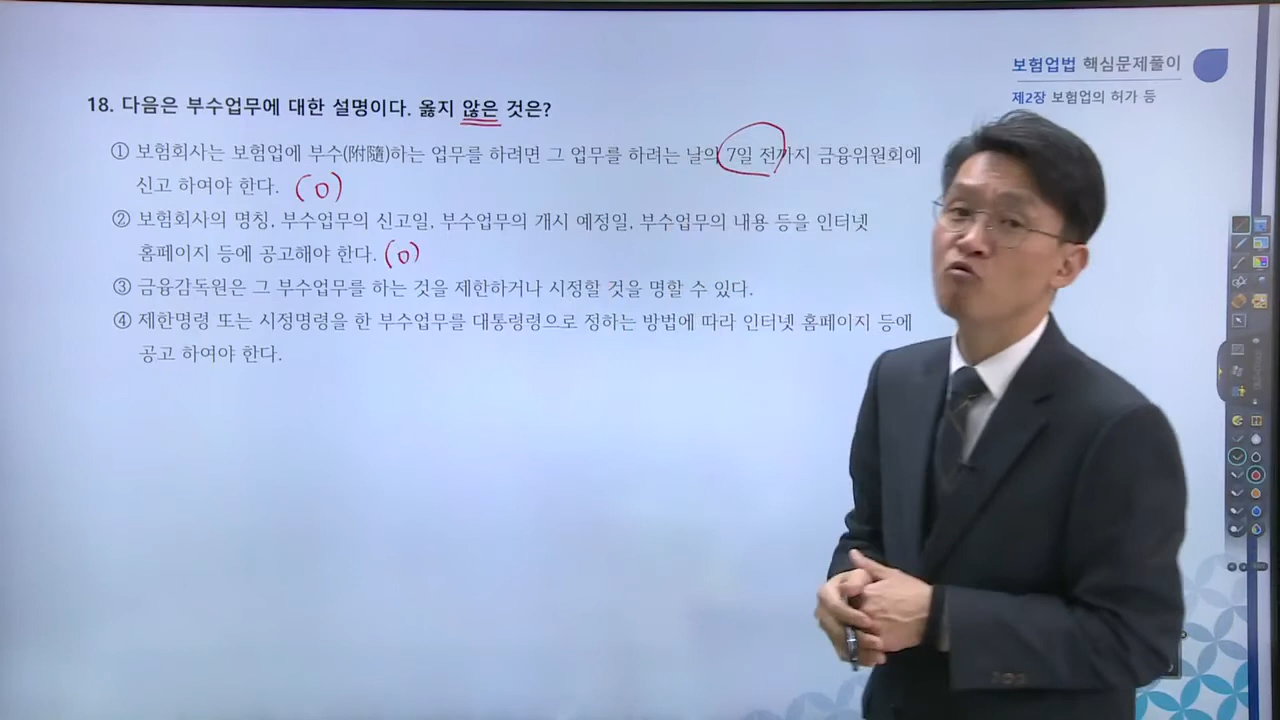 보험업법 핵심문제풀이
제2장 보험업의 허가 등
18. 다음은 부수업무에 대한 설명이다. 옳지 않은 것은?
① 보험회사는 보험업에 부수(附隨)하는 업무를 하려면 그 업무를 하려는 날의 7일 전까지 금융위원회에
신고 하여야 한다. (O)
② 보험회사의 명칭, 부수업무의 신고일, 부수업무의 개시 예정일, 부수업무의 내용 등을 인터넷
홈페이지 등에 공고해야 한다. (O)
③ 금융감독원은 그 부수업무를 하는 것을 제한하거나 시정할 것을 명할 수 있다.
④ 제한명령 또는 시정명령을 한 부수업무를 대통령령으로 정하는 방법에 따라 인터넷 홈페이지 등에
공고 하여야 한다.